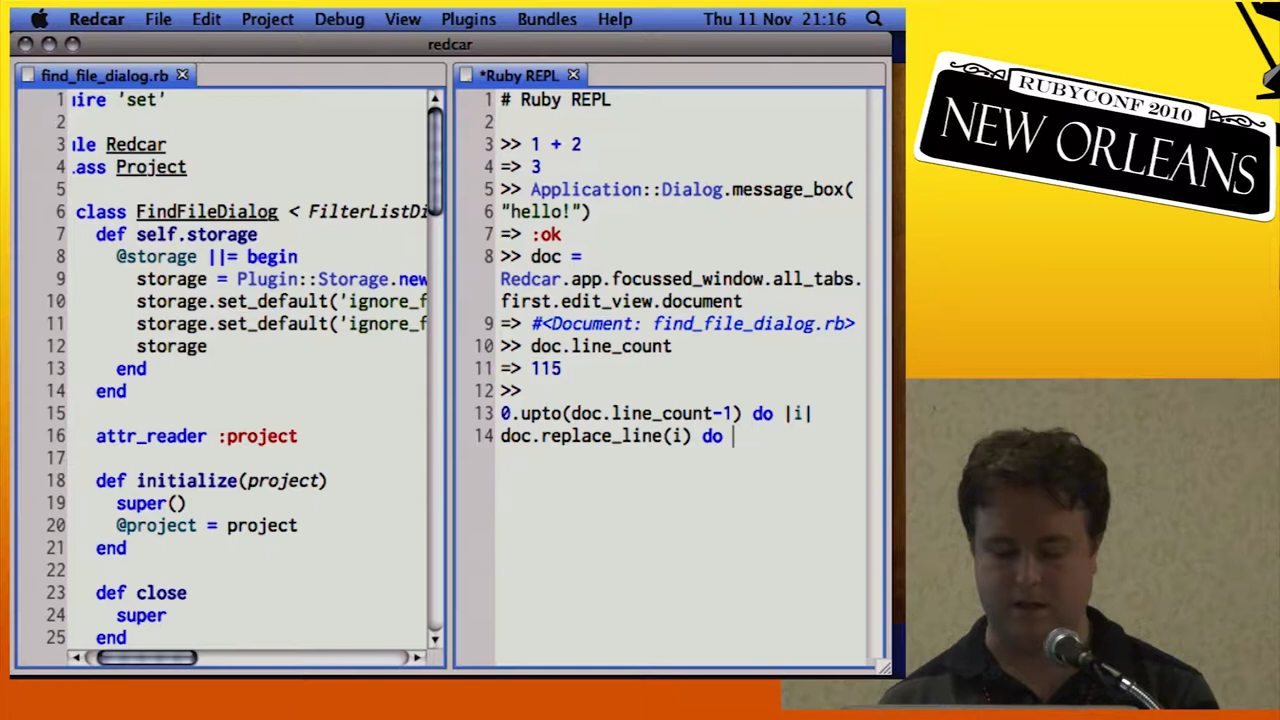 Redcar File Edit Project Debug View Plugins Bundles Help Thu 11 Nov 21:16
redcar
find_file_dialog.rb
1 ire 'set'
2
3 le Redcar
4 ass Project
5
6 class FindFileDialog < FilterListDi
7 def self.storage
8 @storage ||= begin
9 storage = Plugin::Storage.new
10 storage.set_default('ignore_f
11 storage.set_default('ignore_f
12 storage
13 end
14 end
15
16 attr_reader :project
17
18 def initialize(project)
19 super()
20 @project = project
21 end
22
23 def close
24 super
25 end
*Ruby REPL
1 # Ruby REPL
2
3 >> 1 + 2
4 => 3
5 >> Application::Dialog.message_box(
6 "hello!")
7 => :ok
8 >> doc =
Redcar.app.focussed_window.all_tabs.
first.edit_view.document
9 => #<Document: find_file_dialog.rb>
10 >> doc.line_count
11 => 115
12 >>
13 0.upto(doc.line_count-1) do |i|
14 doc.replace_line(i) do
RUBYCONF 2010
NEW ORLEANS